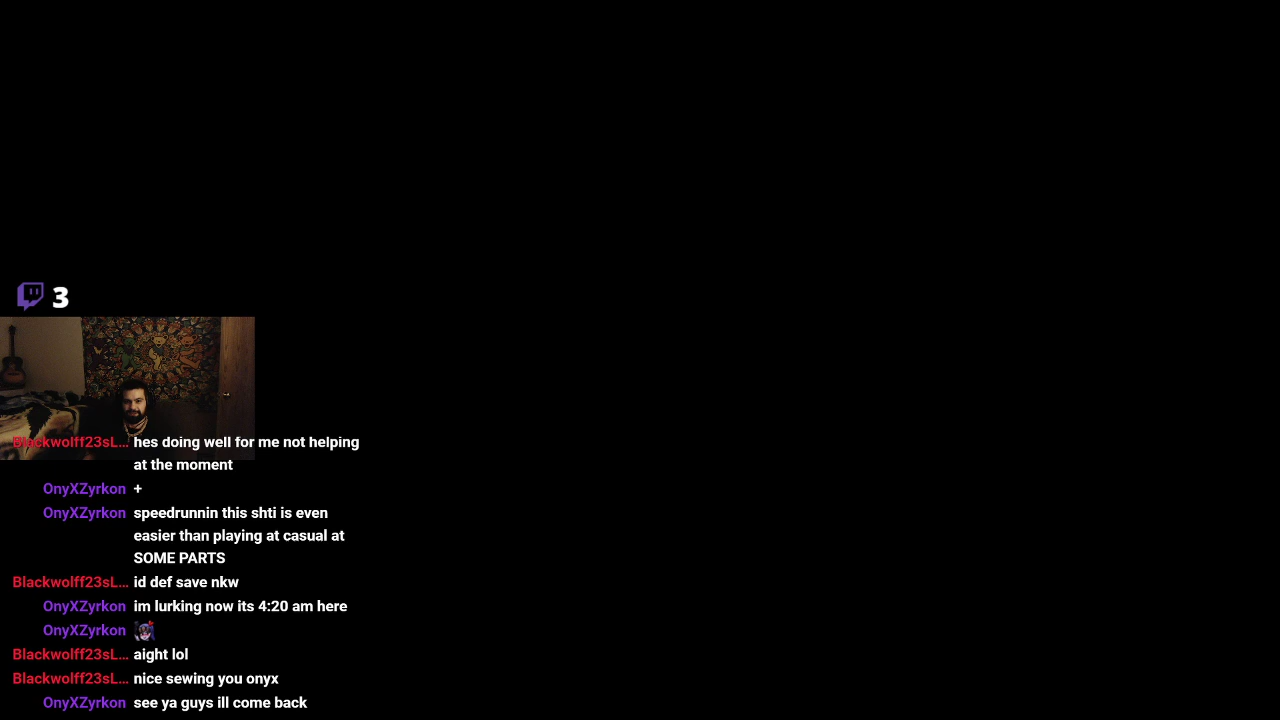 3
Blackwolff23sL... hes doing well for me not helping
at the moment
OnyXZyrkon +
OnyXZyrkon speedrunnin this shti is even
easier than playing at casual at
SOME PARTS
Blackwolff23sL... id def save nkw
OnyXZyrkon im lurking now its 4:20 am here
OnyXZyrkon
Blackwolff23sL... aight lol
Blackwolff23sL... nice sewing you onyx
OnyXZyrkon see ya guys ill come back